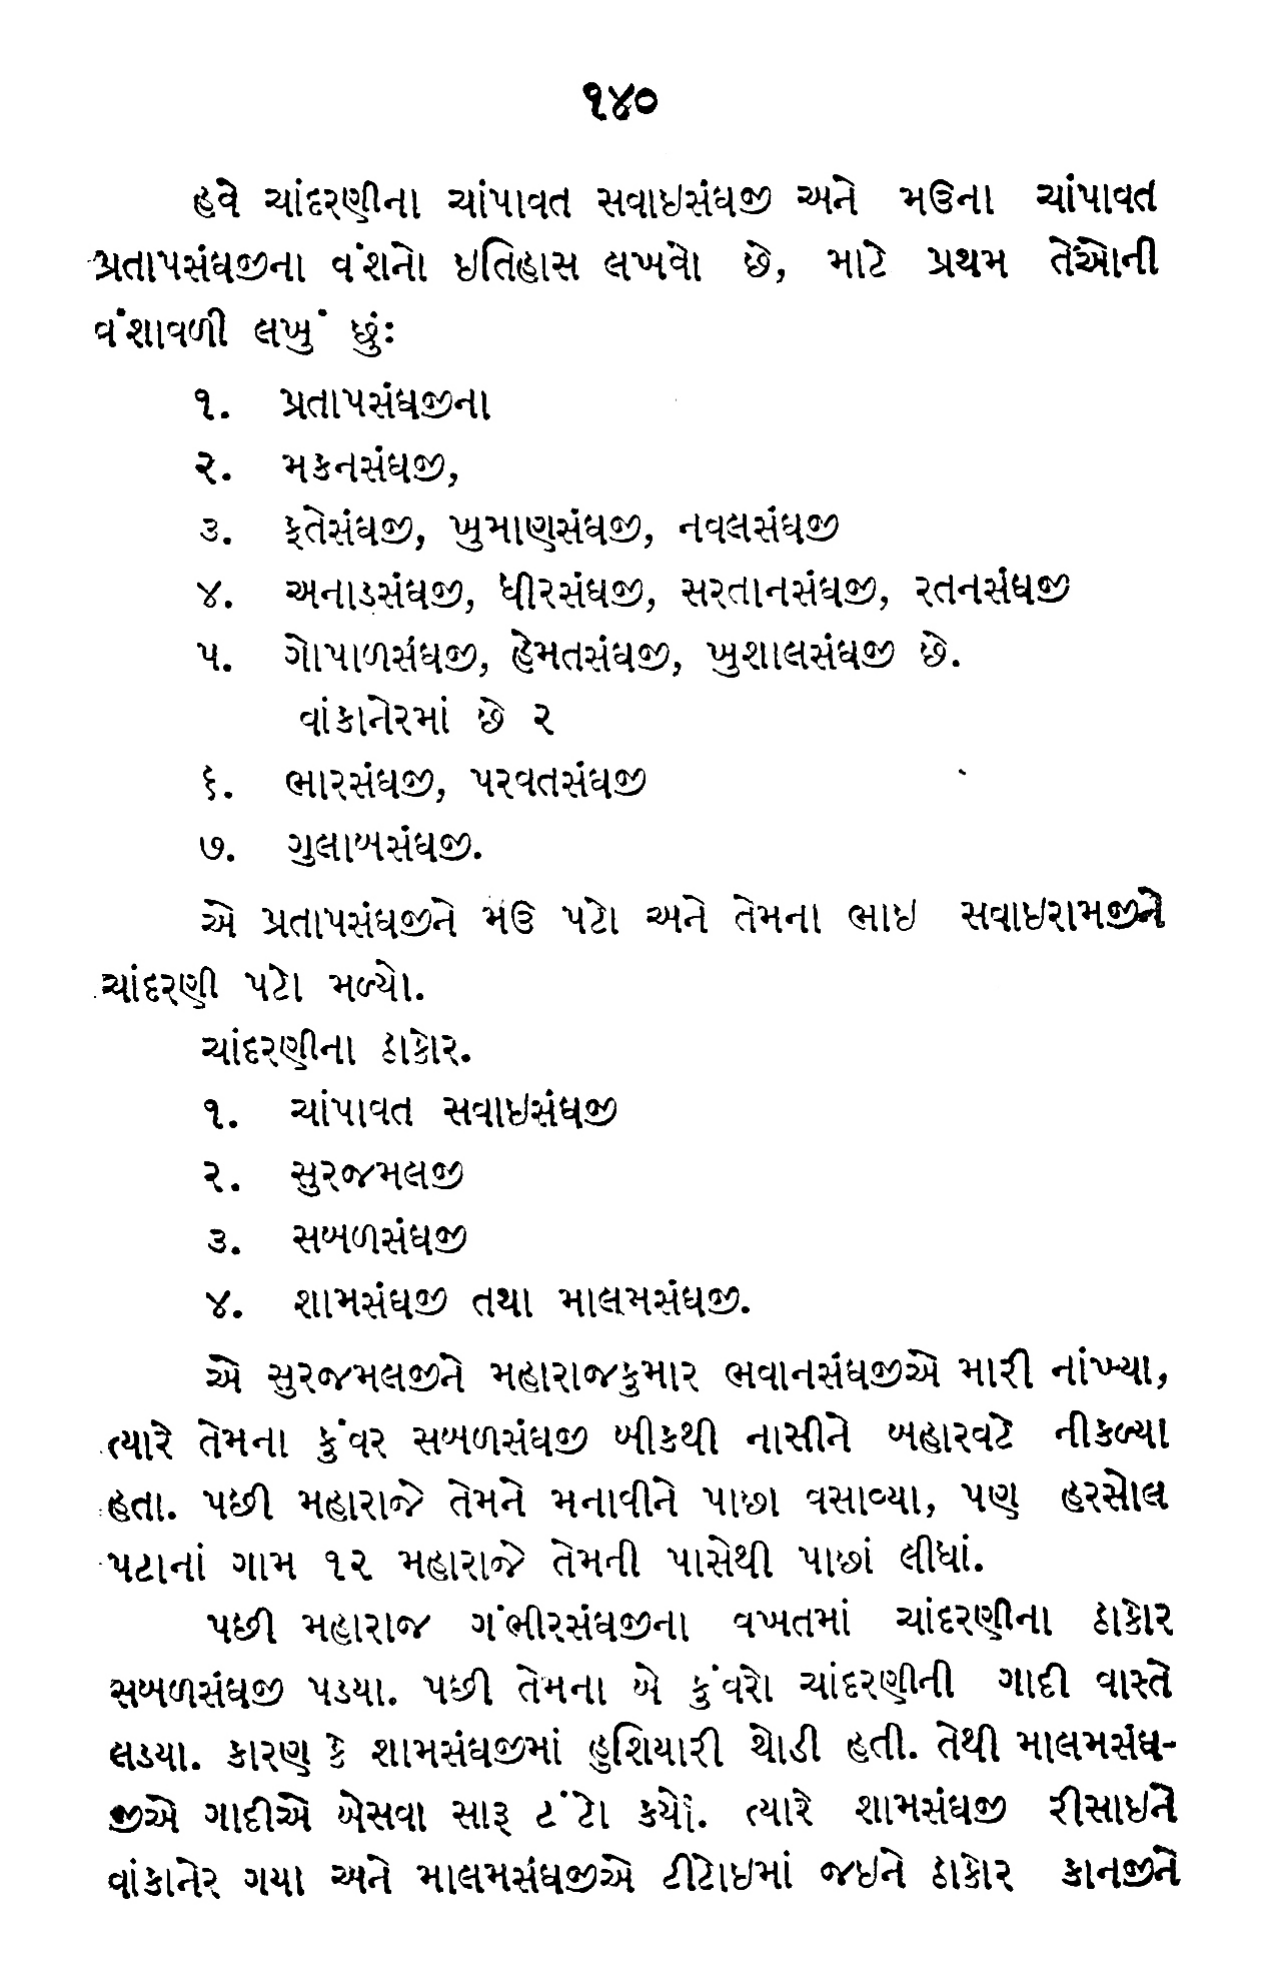 ૧૪૦
હવે ચાંદરણીના ચાંપાવત સવાઇસંઘજી અને મઉના ચાંપાવત
પ્રતાપસંઘજીના વંશનો ઇતિહાસ લખવો છે, માટે પ્રથમ તેંઓની
વંશાવળી લખું છુંઃ
૧. પ્રતાપસંઘજીના
૨. મકનસંઘજી,
૩. ફતેસંઘજી, ખુમાણસંઘજી, નવલસંઘજી
૪. અનાડસંઘજી, ધીરસંઘજી, સરતાનસંઘજી, રતનસંઘજી
૫. ગોપાળસંઘજી, હેમતસંઘજી, ખુશાલસંઘજી છે.
વાંકાનેરમાં છે ૨
૬. ભારસંઘજી, પરવતસંઘજી
૭. ગુલાબસંઘજી.
એ પ્રતાપસંઘજીને મઉ પટો અને તેમના ભાઇ સવાઇરામજીને
ચાંદરણી પટો મળ્યો.
ચાંદરણીના ઠાકોર.
૧. ચાંપાવત સવાઇસંઘજી
૨. સુરજમલજી
૩. સબળસંઘજી
૪. શામસંઘજી તથા માલમસંઘજી.
એ સુરજમલજીને મહારાજકુમાર ભવાનસંઘજીએ મારી નાંખ્યા,
ત્યારે તેમના કુંવર સબળસંઘજી બીકથી નાસીને બહારવટે નીકળ્યા
હતા. પછી મહારાજે તેમને મનાવીને પાછા વસાવ્યા, પણ હરસોલ
પટાનાં ગામ ૧૨ મહારાજે તેમની પાસેથી પાછાં લીધાં.
પછી મહારાજ ગંભીરસંઘજીના વખતમાં ચાંદરણીના ઠાકોર
સબળસંઘજી પડયા. પછી તેમના બે કુંવરો ચાંદરણીની ગાદી વાસ્તે
લડયા. કારણ કે શામસંઘજીમાં હુશિયારી થોડી હતી. તેથી માલમસંઘ-
જીએ ગાદીએ બેસવા સારૂ ટંટો કર્યો. ત્યારે શામસંઘજી રીસાઇને
વાંકાનેર ગયા અને માલમસંઘજીએ ટીંટોઇમાં જઇને ઠાકોર કાનજીને